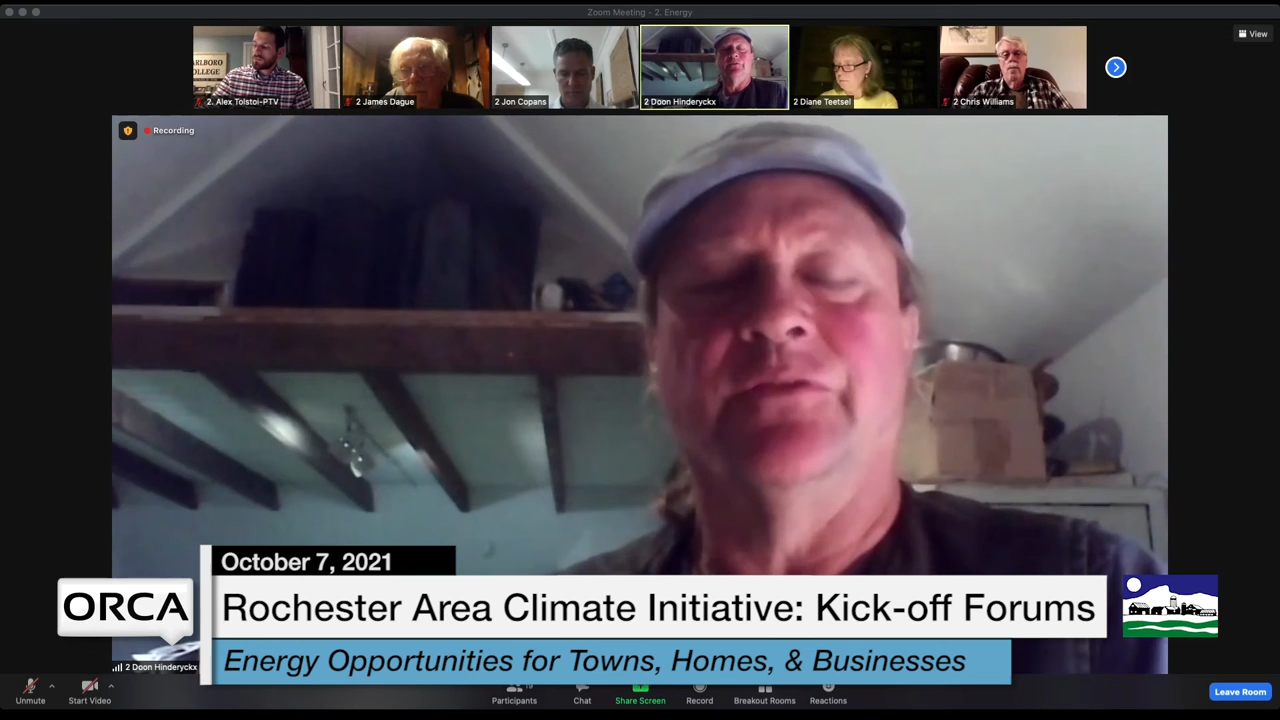 Zoom Meeting - 2. Energy
View
ARLBORO
COLLEGE
2. Alex Tolstoi-PTV
2 James Dague
2 Jon Copans
2 Doon Hinderyckx
2 Diane Teetsel
2 Chris Williams
Recording
October 7, 2021
ORCA
Rochester Area Climate Initiative: Kick-off Forums
Energy Opportunities for Towns, Homes, & Businesses
2 Doon Hinderyckx
Unmute
Start Video
Participants
Chat
Share Screen
Record
Breakout Rooms
Reactions
Leave Room